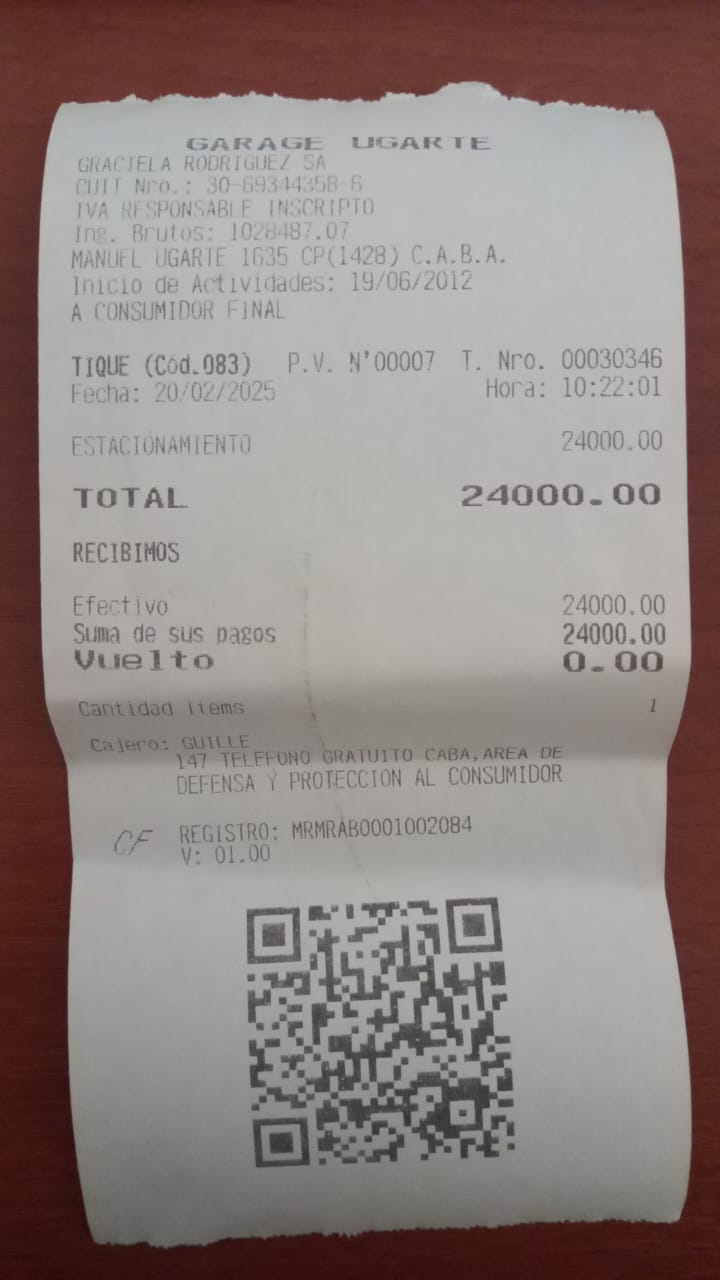 GARAGE UGARTE
GRACIELA RODRIGUEZ SA
CUIT Nro.: 30-69344358-6
IVA RESPONSABLE INSCRIPTO
Ing. Brutos: 1028487.07
MANUEL UGARTE 1635 CP(1428) C.A.B.A.
Inicio de Actividades: 19/06/2012
A CONSUMIDOR FINAL
TIQUE (Cód.083) P.V. N'00007 T. Nro. 00030346
Fecha: 20/02/2025 Hora: 10:22:01
ESTACIONAMIENTO 24000.00
TOTAL 24000.00
RECIBIMOS
Efectivo 24000.00
Suma de sus pagos 24000.00
Vuelto 0.00
Cantidad Items 1
Cajero: GUILLE
147 TELEFONO GRATUITO CABA,AREA DE
DEFENSA Y PROTECCION AL CONSUMIDOR
CF REGISTRO: MRMRAB0001002084
V: 01.00